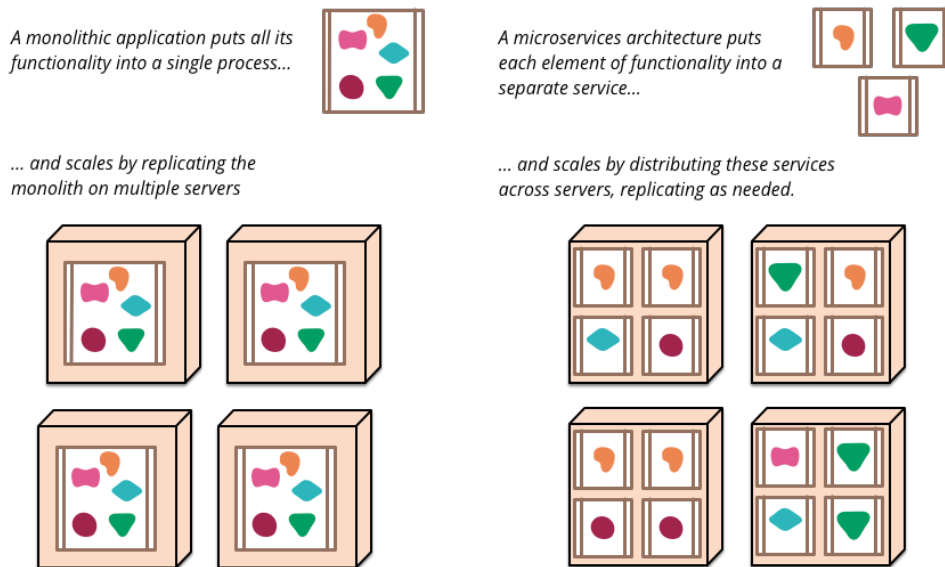 A monolithic application puts all its
functionality into a single process...
... and scales by replicating the
monolith on multiple servers
A microservices architecture puts
each element of functionality into a
separate service...
... and scales by distributing these services
across servers, replicating as needed.